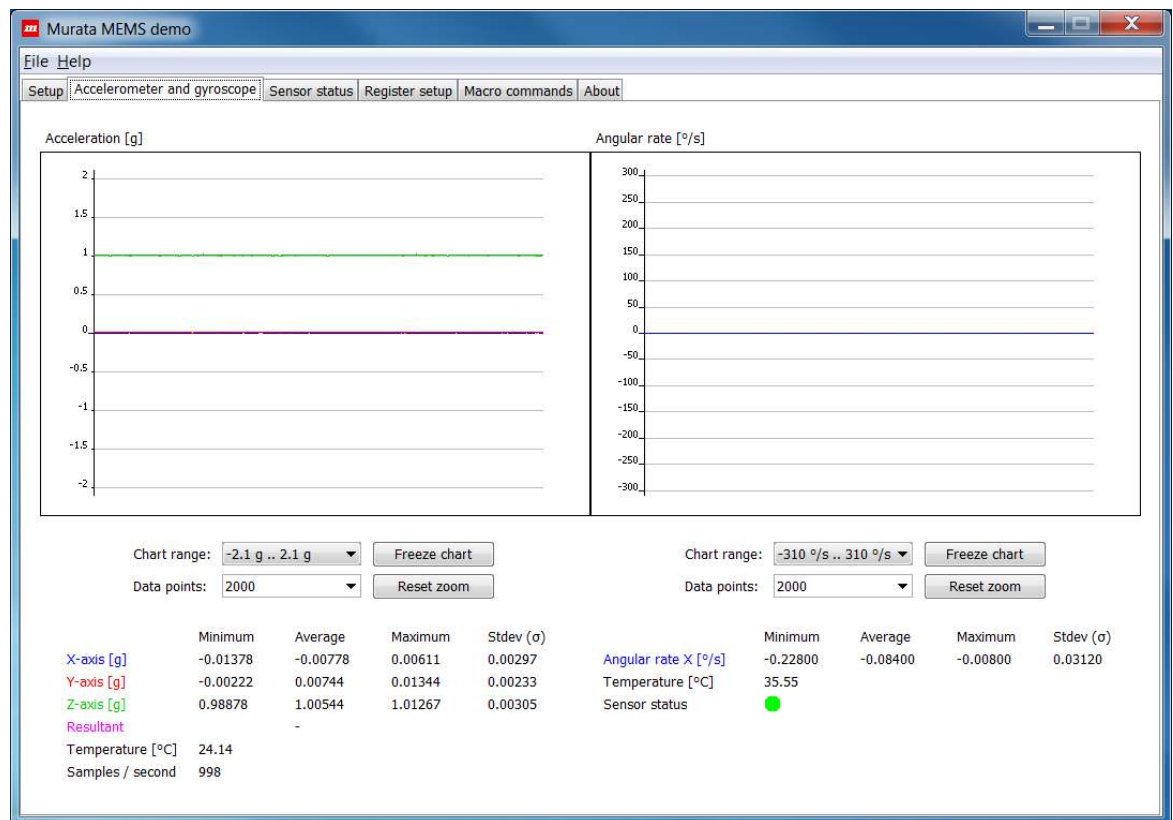 Murata MEMS demo
File Help
Setup Accelerometer and gyroscope Sensor status Register setup Macro commands About
Acceleration [g]
2
1.5
1
0.5
0
-0.5
-1
-1.5
-2
Angular rate [°/s]
300
250
200
150
100
50
0
-50
-100
-150
-200
-250
-300
Chart range: -2.1 g .. 2.1 g Freeze chart
Data points: 2000 Reset zoom
Chart range: -310 °/s .. 310 °/s Freeze chart
Data points: 2000 Reset zoom
Minimum Average Maximum Stdev (σ)
X-axis [g] -0.01378 -0.00778 0.00611 0.00297
Y-axis [g] -0.00222 0.00744 0.01344 0.00233
Z-axis [g] 0.98878 1.00544 1.01267 0.00305
Resultant -
Temperature [°C] 24.14
Samples / second 998
Minimum Average Maximum Stdev (σ)
Angular rate X [°/s] -0.22800 -0.08400 -0.00800 0.03120
Temperature [°C] 35.55
Sensor status